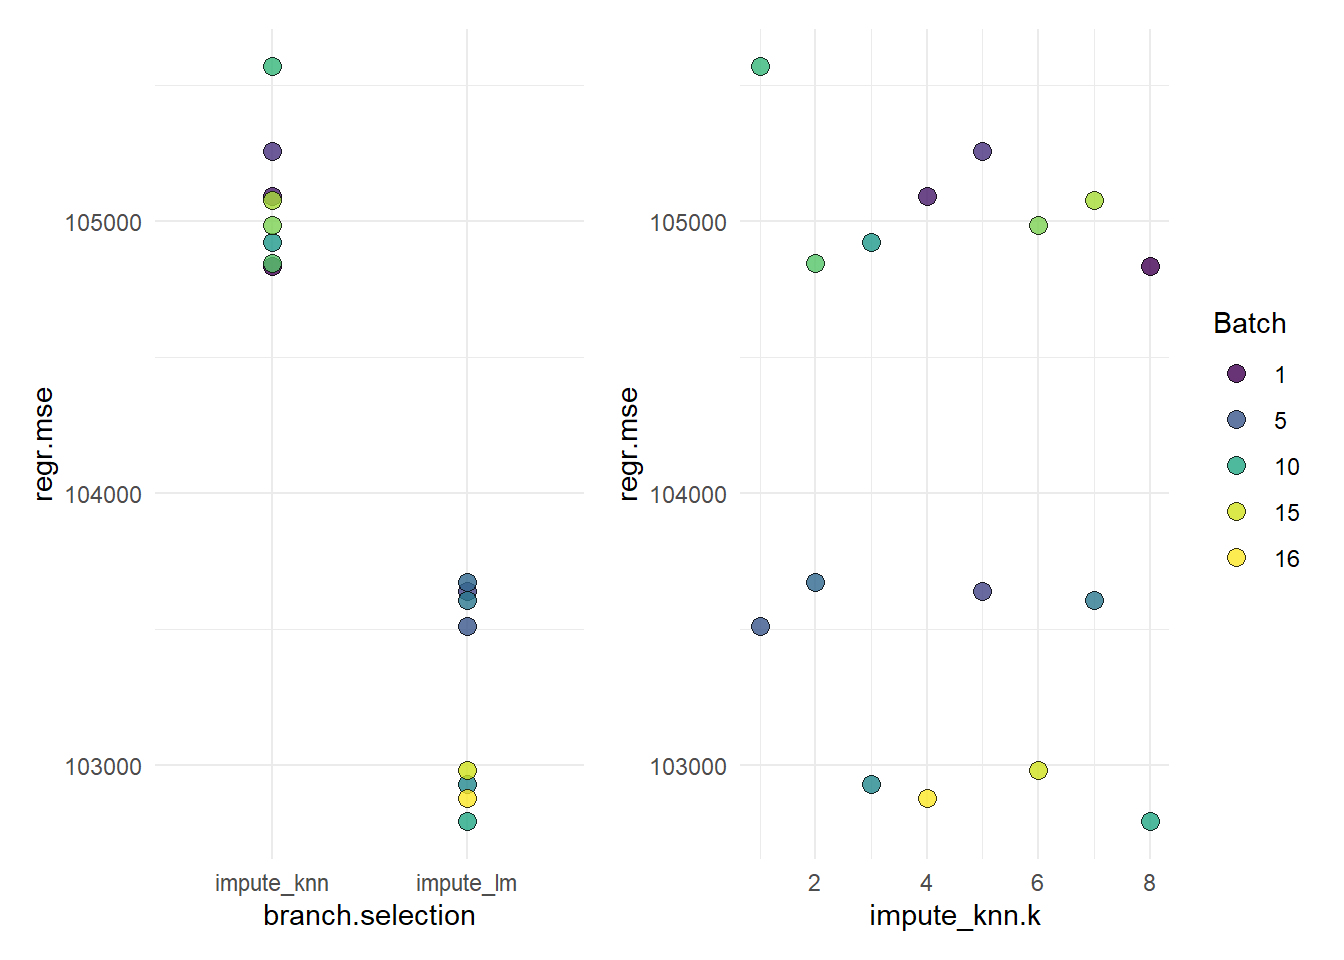 regr.mse
105000
104000
103000
impute_knn impute_lm
branch.selection
regr.mse
105000
104000
103000
2 4 6 8
impute_knn.k
Batch
1
5
10
15
16